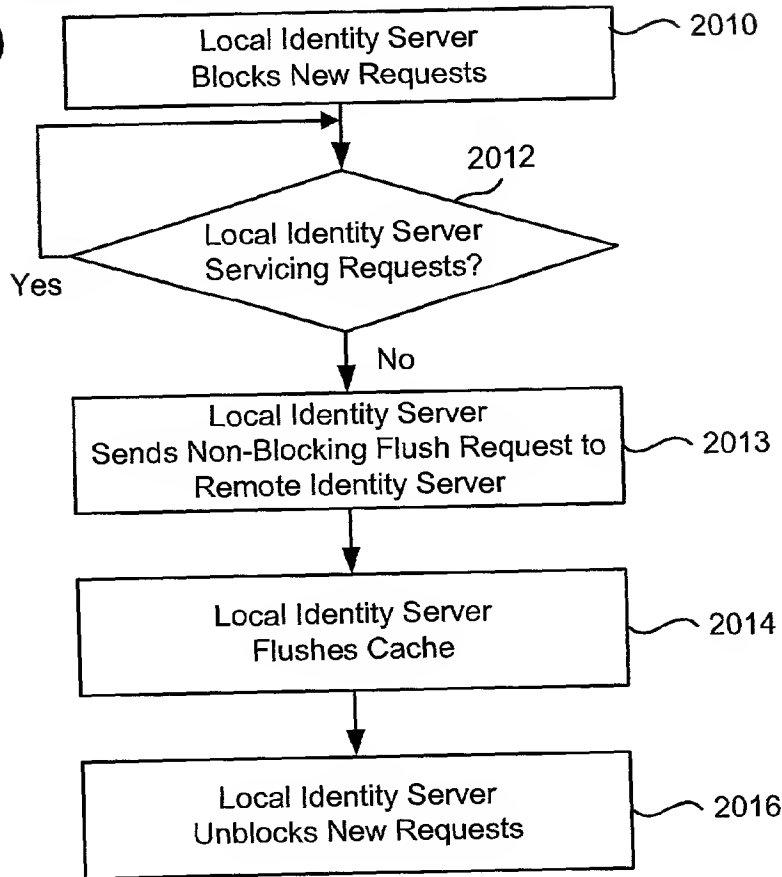 Local Identity Server
Blocks New Requests
2010
2012
Local Identity Server
Servicing Requests?
Yes
No
Local Identity Server
Sends Non-Blocking Flush Request to
Remote Identity Server
2013
Local Identity Server
Flushes Cache
2014
Local Identity Server
Unblocks New Requests
2016